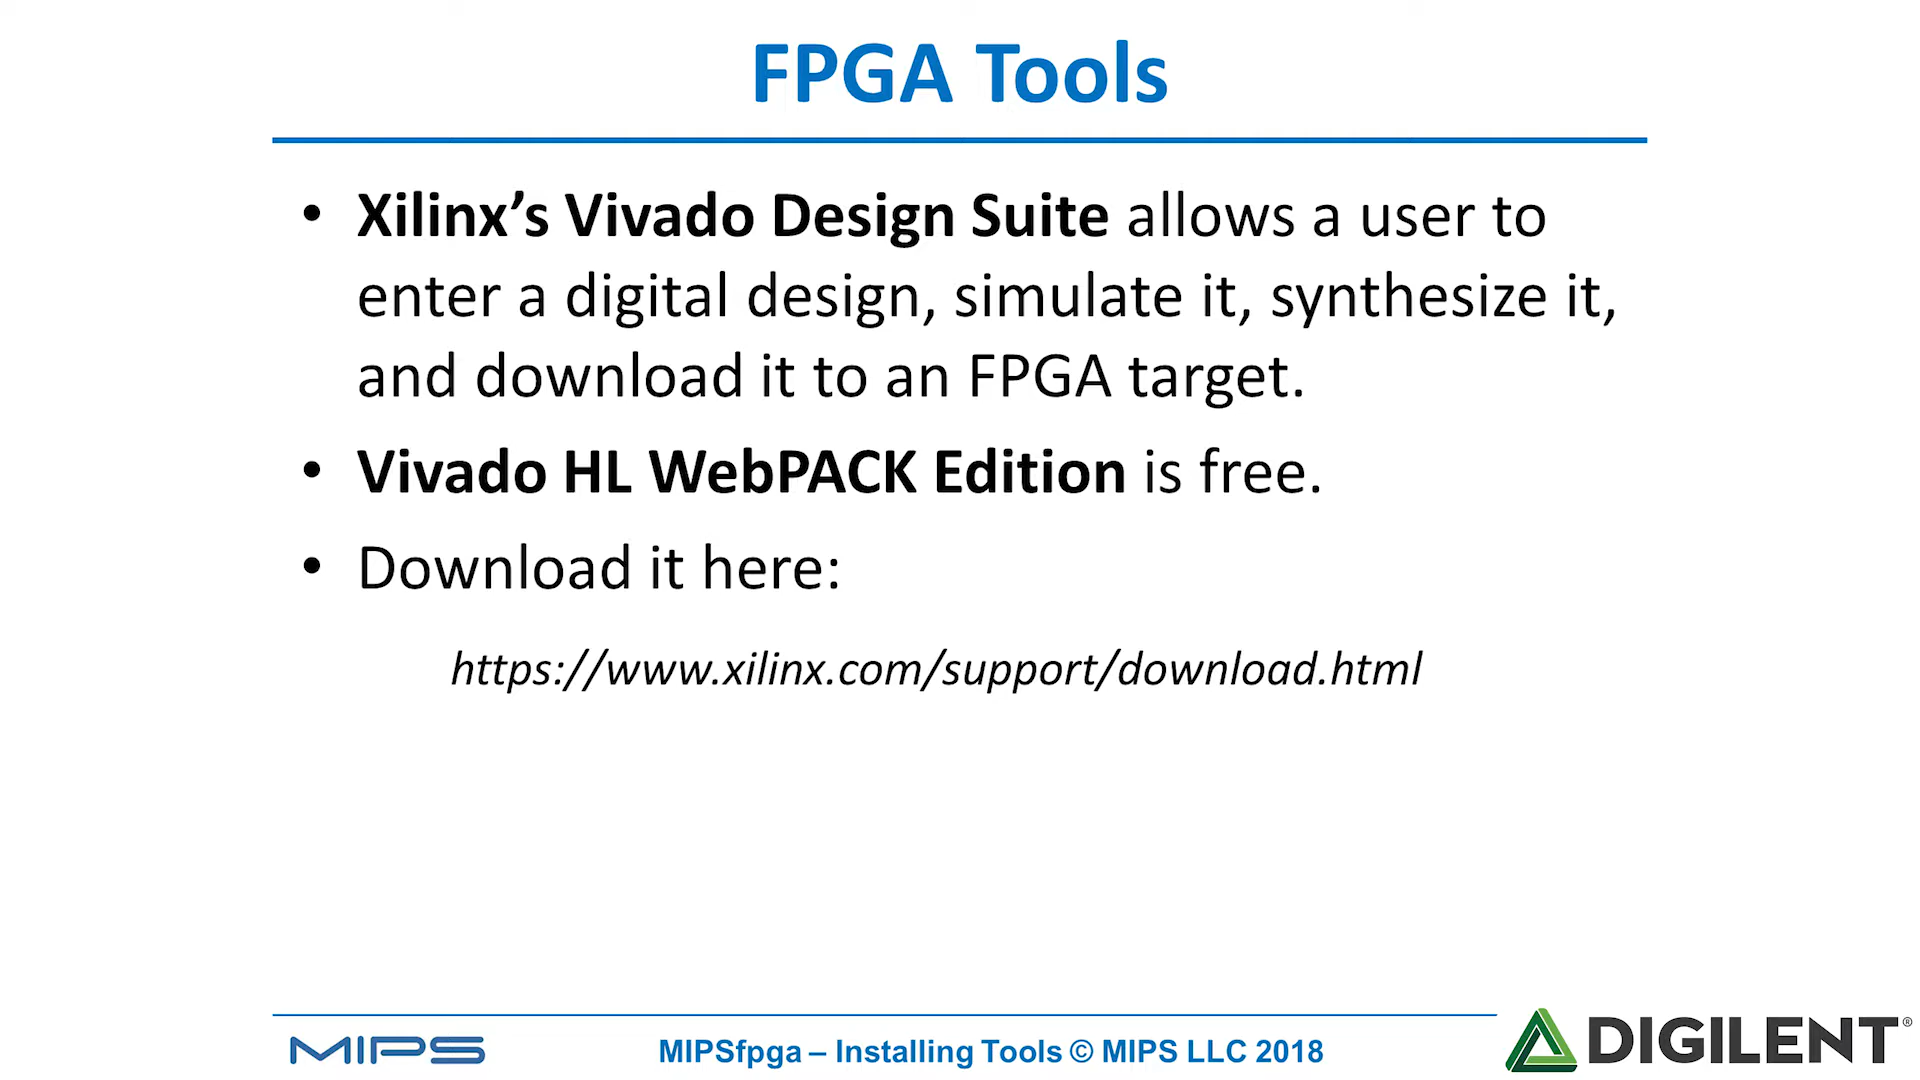 FPGA Tools
• Xilinx’s Vivado Design Suite allows a user to
enter a digital design, simulate it, synthesize it,
and download it to an FPGA target.
• Vivado HL WebPACK Edition is free.
• Download it here:
https://www.xilinx.com/support/download.html
MIPS
MIPSfpga – Installing Tools © MIPS LLC 2018
DIGILENT®